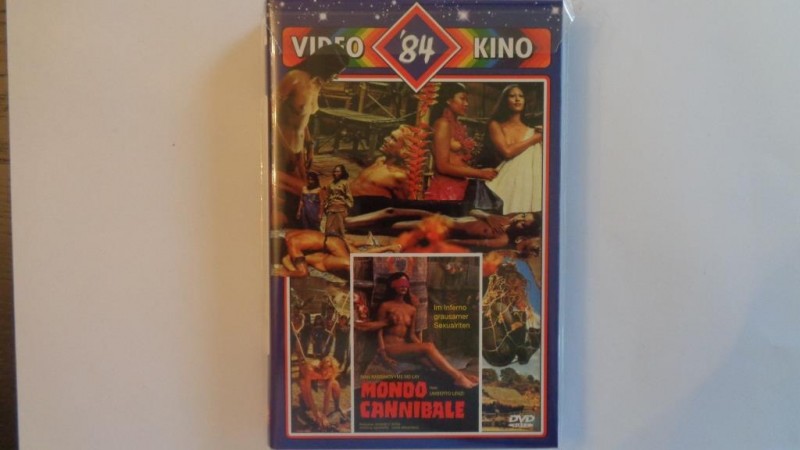 VIDEO '84 KINO
Im Inferno
grausamer
Sexualriten
MONDO
CANNIBALE
DVD